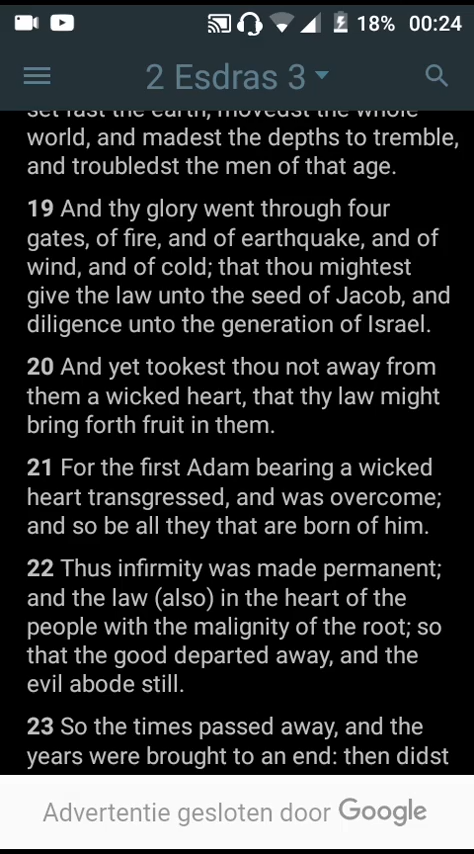 18% 00:24
2 Esdras 3
set fast the earth, movedst the whole
world, and madest the depths to tremble,
and troubledst the men of that age.
19 And thy glory went through four
gates, of fire, and of earthquake, and of
wind, and of cold; that thou mightest
give the law unto the seed of Jacob, and
diligence unto the generation of Israel.
20 And yet tookest thou not away from
them a wicked heart, that thy law might
bring forth fruit in them.
21 For the first Adam bearing a wicked
heart transgressed, and was overcome;
and so be all they that are born of him.
22 Thus infirmity was made permanent;
and the law (also) in the heart of the
people with the malignity of the root; so
that the good departed away, and the
evil abode still.
23 So the times passed away, and the
years were brought to an end: then didst
Advertentie gesloten door Google